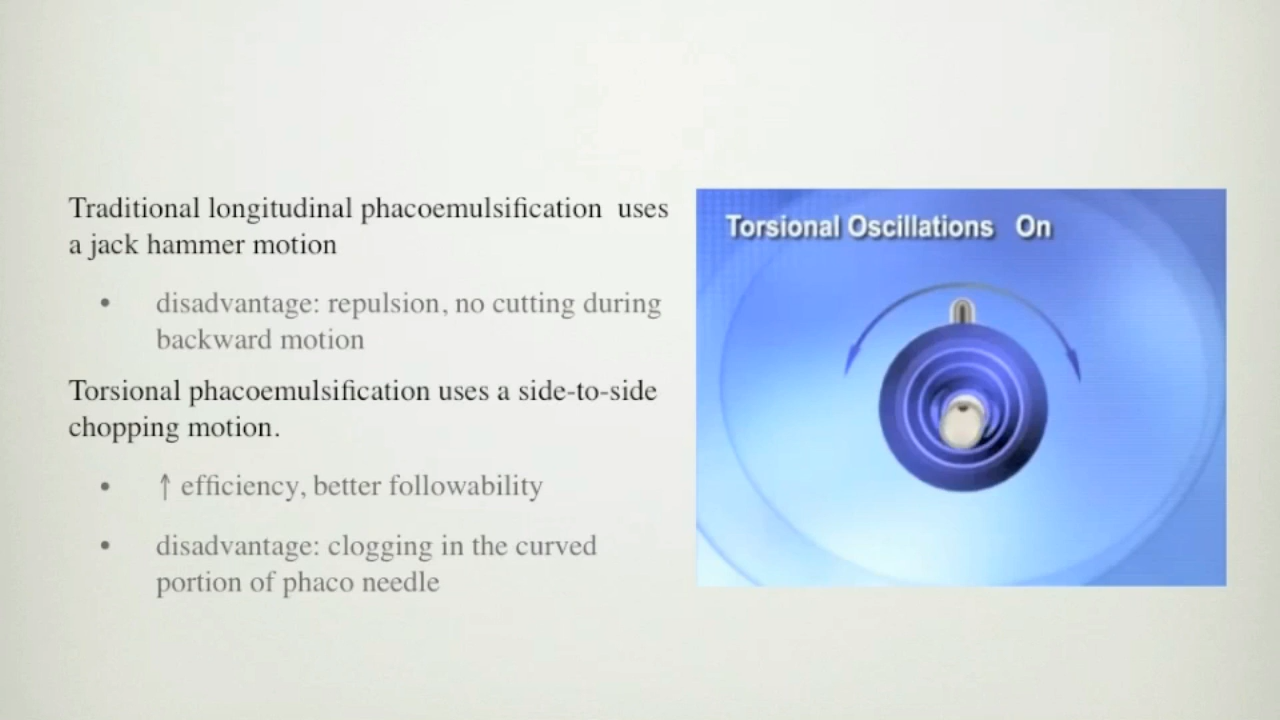 Traditional longitudinal phacoemulsification uses
a jack hammer motion
• disadvantage: repulsion, no cutting during
backward motion
Torsional phacoemulsification uses a side-to-side
chopping motion.
• ↑ efficiency, better followability
• disadvantage: clogging in the curved
portion of phaco needle
Torsional Oscillations On